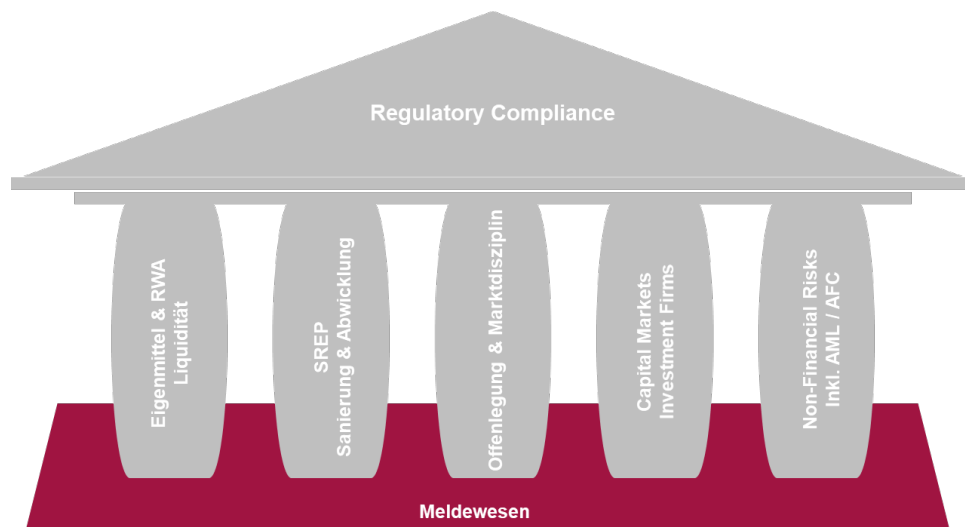 Regulatory Compliance
Eigenmittel & RWA
Liquidität
SREP
Sanierung & Abwicklung
Offenlegung & Marktdisziplin
Capital Markets
Investment Firms
Non-Financial Risks
Inkl. AML / AFC
Meldewesen